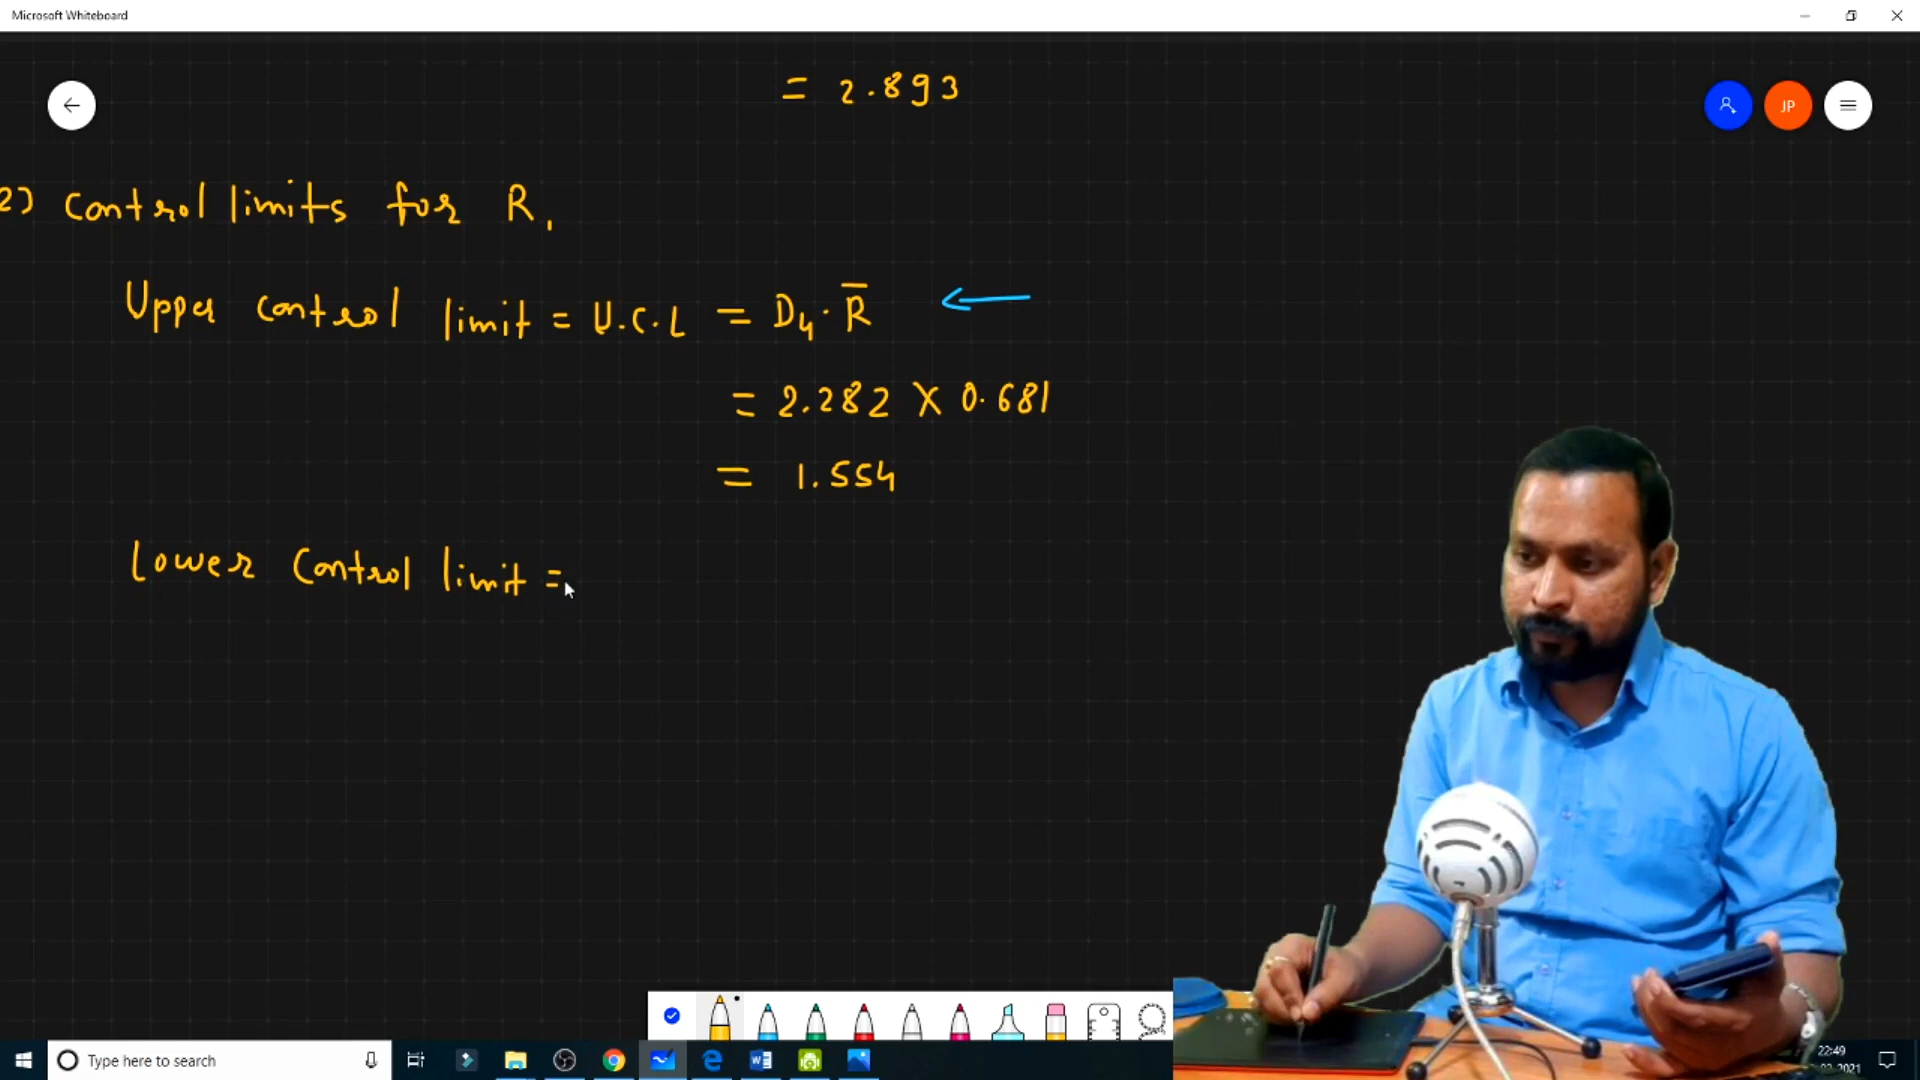 Microsoft Whiteboard
= 2.893
JP
2) Control limits for R,
Upper control limit = U.C.L = D₄ · R̅
= 2.282 X 0.681
= 1.554
Lower Control limit =
Type here to search
22:49